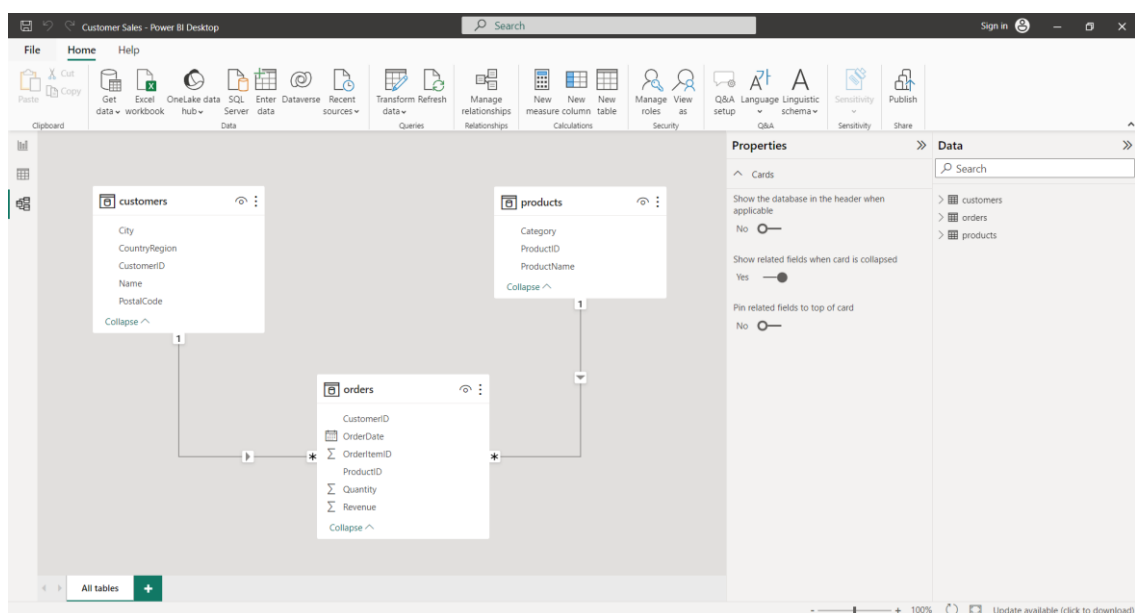 Customer Sales - Power BI Desktop
Search
Sign in
File Home Help
Paste
Cut
Copy
Clipboard
Get data
Excel workbook
OneLake data hub
SQL Server
Enter data
Dataverse
Recent sources
Data
Transform data
Refresh
Queries
Manage relationships
Relationships
New measure
New column
New table
Calculations
Manage roles
View as
Security
Q&A setup
Language
Linguistic schema
Q&A
Sensitivity
Sensitivity
Publish
Share
customers
City
CountryRegion
CustomerID
Name
PostalCode
Collapse
1
products
Category
ProductID
ProductName
Collapse
1
orders
CustomerID
OrderDate
OrderItemID
ProductID
Quantity
Revenue
Collapse
*
*
Properties
Cards
Show the database in the header when
applicable
No
Show related fields when card is collapsed
Yes
Pin related fields to top of card
No
Data
Search
customers
orders
products
All tables
+
- + 100%
Update available (click to download)